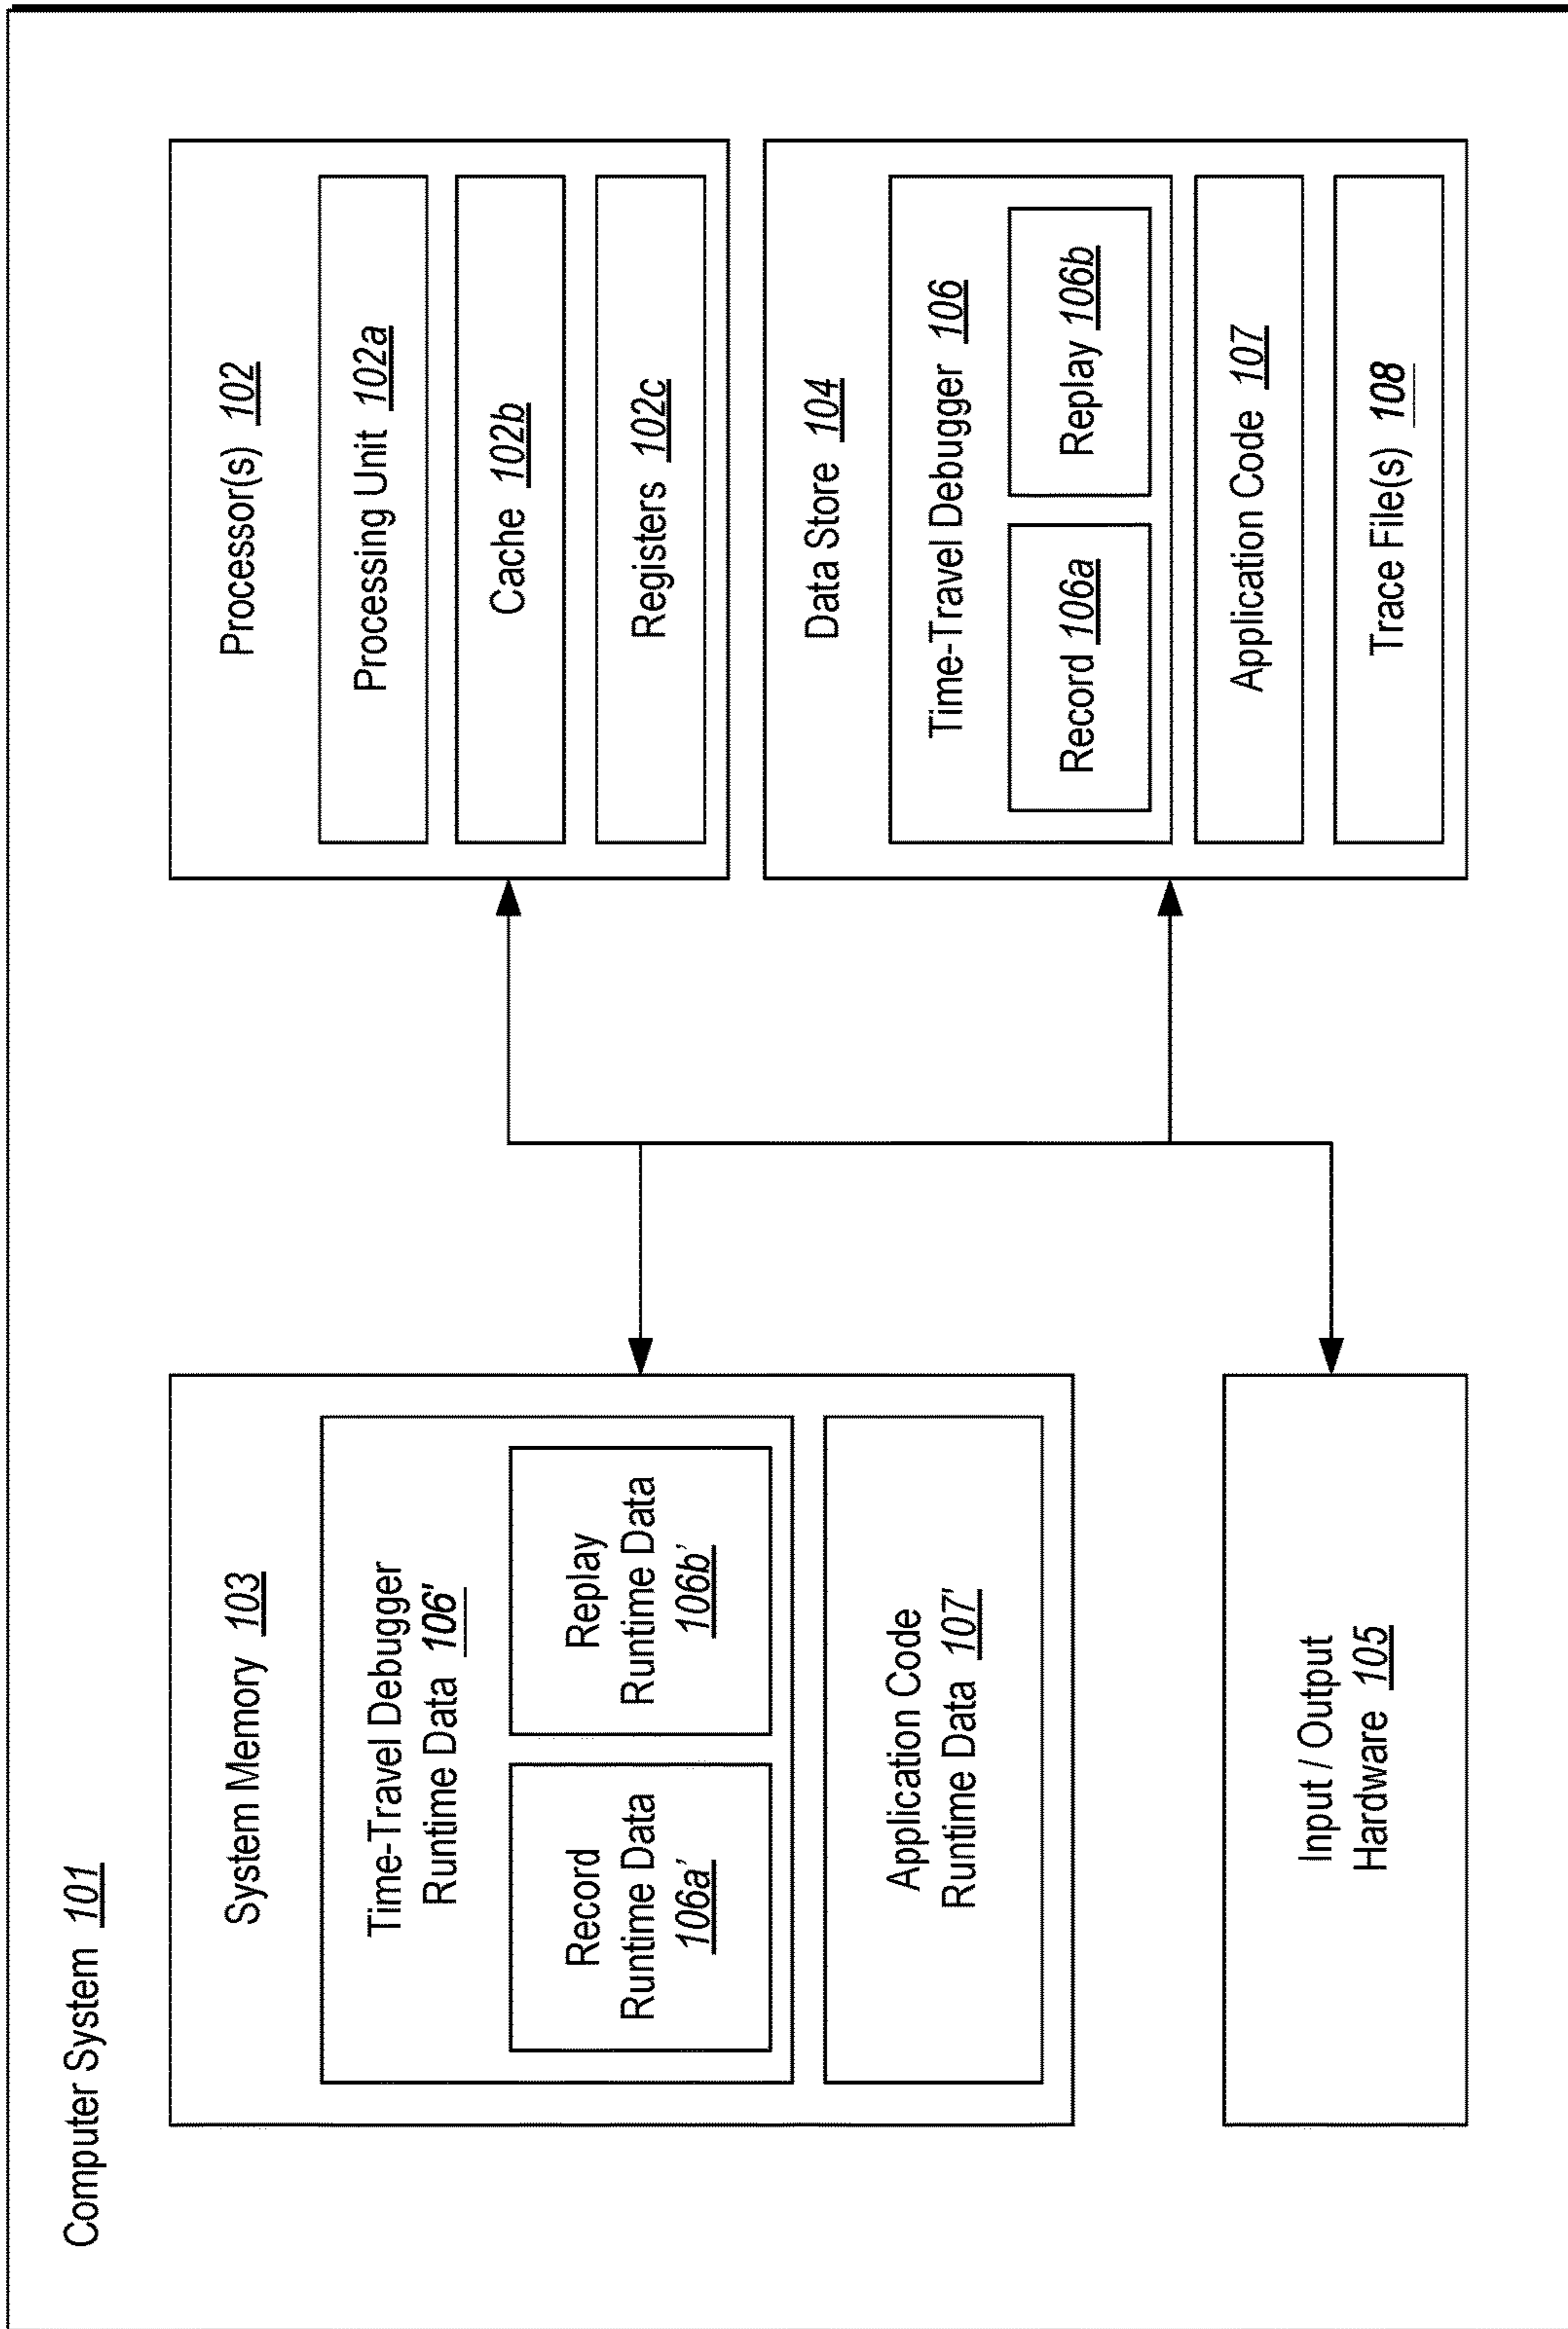 Computer System 101
System Memory 103
Time-Travel Debugger
Runtime Data 106'
Record
Runtime Data
106a'
Replay
Runtime Data
106b'
Application Code
Runtime Data 107'
Input / Output
Hardware 105
Processor(s) 102
Processing Unit 102a
Cache 102b
Registers 102c
Data Store 104
Time-Travel Debugger 106
Record 106a
Replay 106b
Application Code 107
Trace File(s) 108